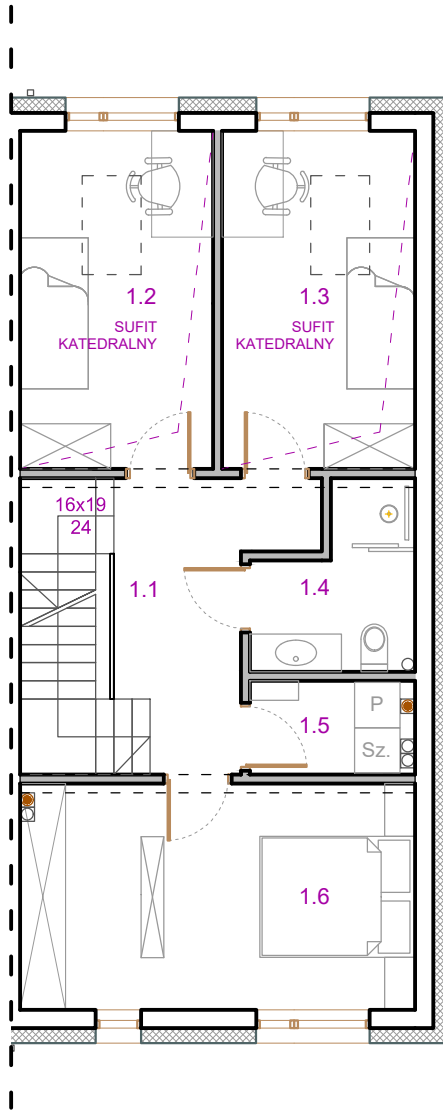 1.2
SUFIT
KATEDRALNY
1.3
SUFIT
KATEDRALNY
16x19
24
1.1
1.4
1.5
P
Sz.
1.6